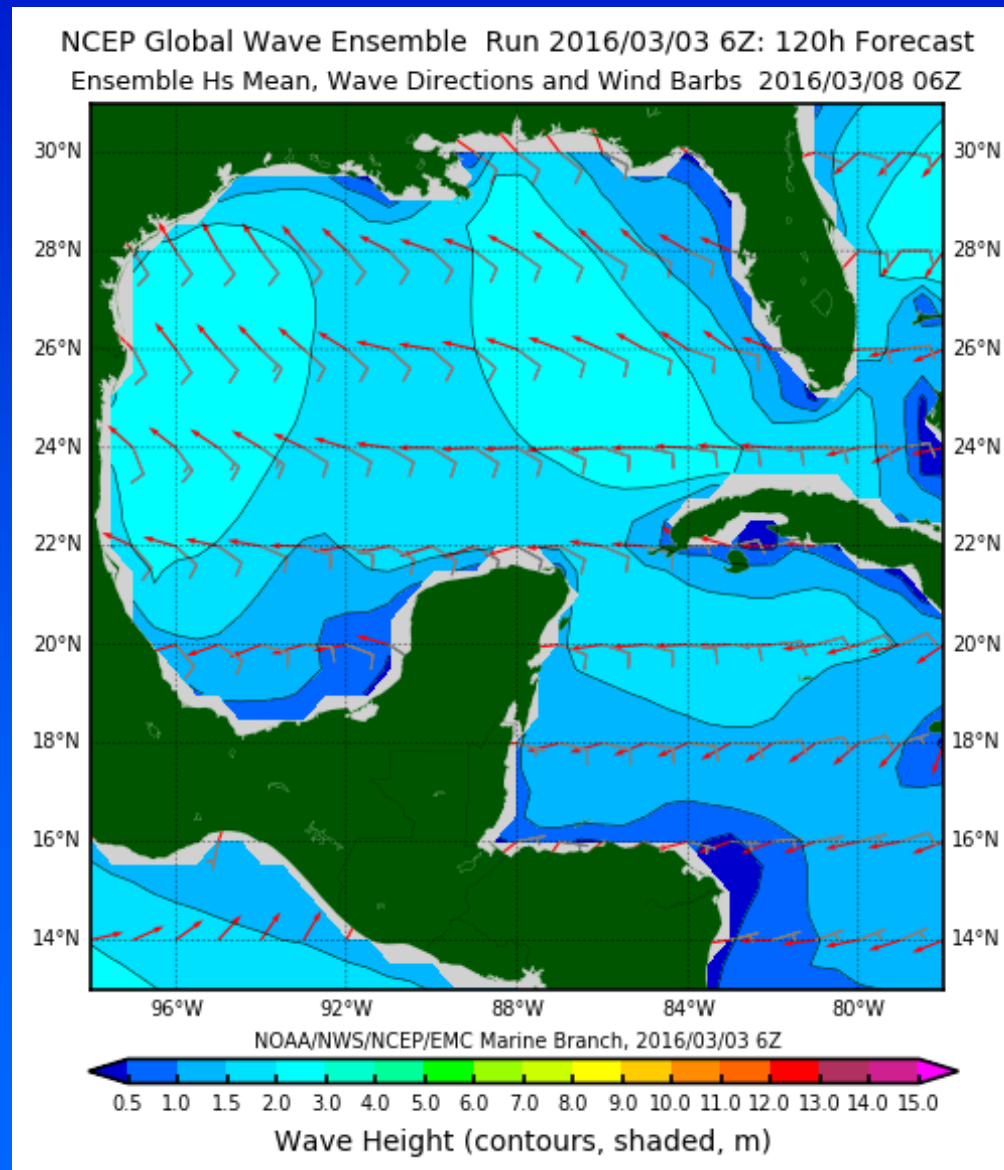 NCEP Global Wave Ensemble Run 2016/03/03 6Z: 120h Forecast
Ensemble Hs Mean, Wave Directions and Wind Barbs 2016/03/08 06Z
30°N 30°N
28°N 28°N
26°N 26°N
24°N 24°N
22°N 22°N
20°N 20°N
18°N 18°N
16°N 16°N
14°N 14°N
96°W 92°W 88°W 84°W 80°W
NOAA/NWS/NCEP/EMC Marine Branch, 2016/03/03 6Z
0.5 1.0 1.5 2.0 3.0 4.0 5.0 6.0 7.0 8.0 9.0 10.0 11.0 12.0 13.0 14.0 15.0
Wave Height (contours, shaded, m)